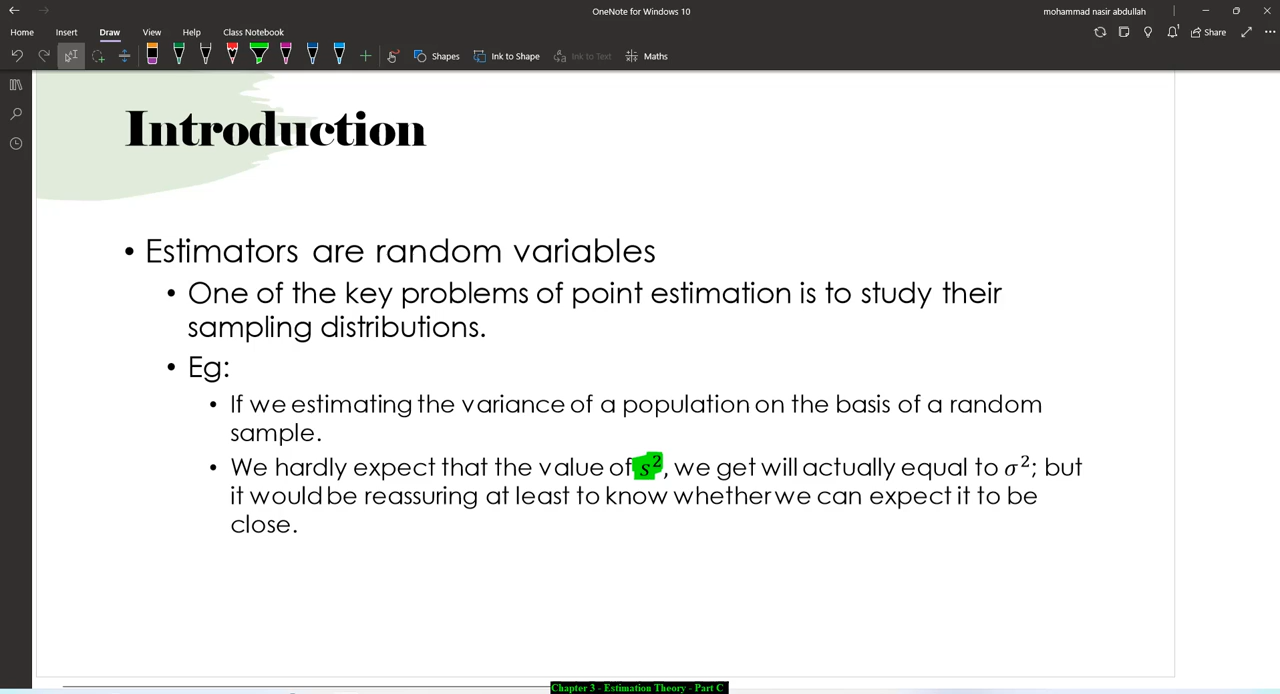 OneNote for Windows 10
mohammad nasir abdullah
Home Insert Draw View Help Class Notebook
Share
Shapes Ink to Shape Ink to Text Maths
Introduction
• Estimators are random variables
• One of the key problems of point estimation is to study their
sampling distributions.
• Eg:
• If we estimating the variance of a population on the basis of a random
sample.
• We hardly expect that the value of s², we get will actually equal to σ²; but
it would be reassuring at least to know whether we can expect it to be
close.
Chapter 3 - Estimation Theory - Part C